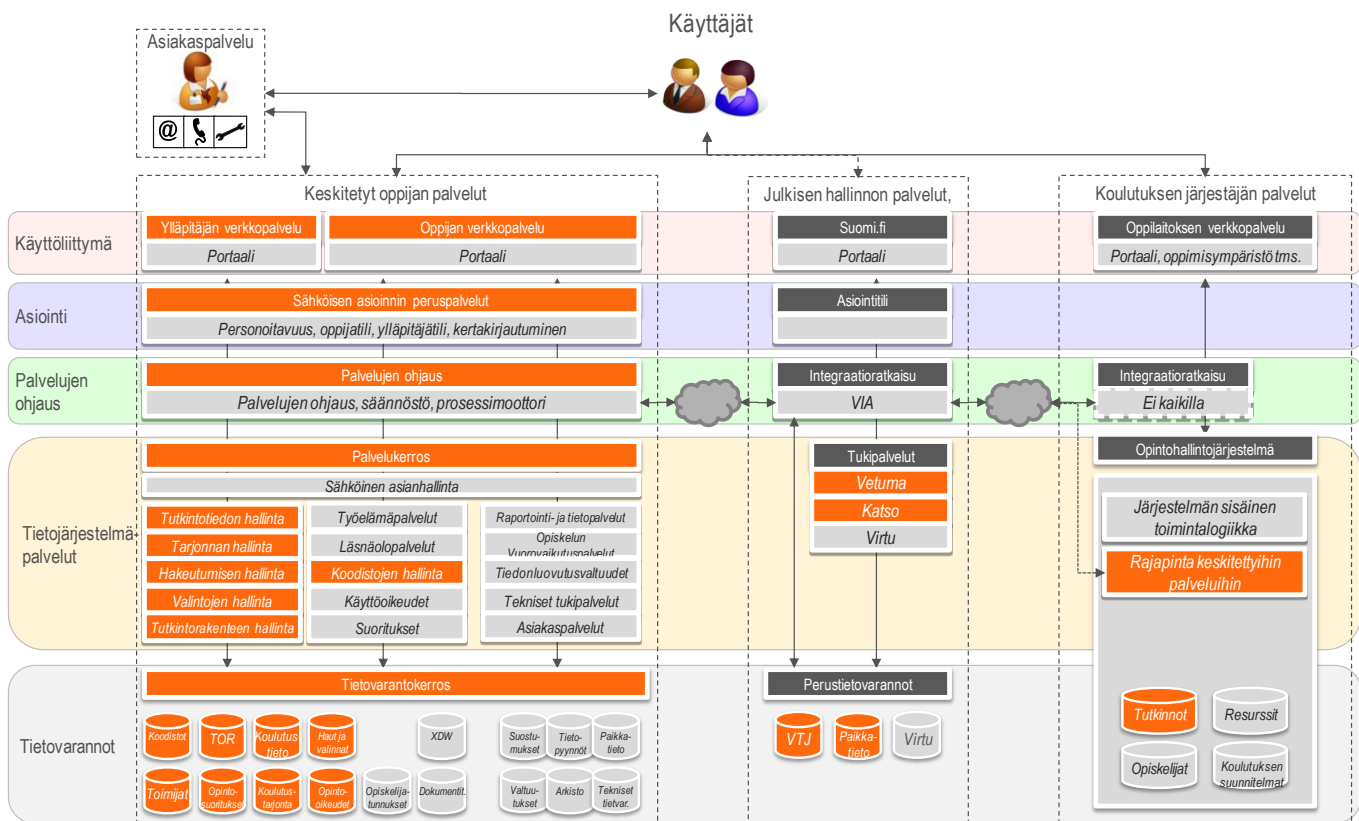 Käyttäjät
Asiakaspalvelu
@
Keskitetyt oppijan palvelut
Julkisen hallinnon palvelut,
Koulutuksen järjestäjän palvelut
Käyttöliittymä
Ylläpitäjän verkkopalvelu
Portaali
Oppijan verkkopalvelu
Portaali
Suomi.fi
Portaali
Oppilaitoksen verkkopalvelu
Portaali, oppimisympäristö tms.
Asiointi
Sähköisen asioinnin peruspalvelut
Personoitavuus, oppijatili, ylläpitäjätili, kertakirjautuminen
Asiointitili
Palvelujen
ohjaus
Palvelujen ohjaus
Palvelujen ohjaus, säännöstö, prosessimoottori
Integraatioratkaisu
VIA
Integraatioratkaisu
Ei kaikilla
Tietojärjestelmä-
palvelut
Palvelukerros
Sähköinen asianhallinta
Tutkintotiedon hallinta
Tarjonnan hallinta
Hakeutumisen hallinta
Valintojen hallinta
Tutkintorakenteen hallinta
Työelämäpalvelut
Läsnäolopalvelut
Koodistojen hallinta
Käyttöoikeudet
Suoritukset
Raportointi- ja tietopalvelut
Opiskelun
Vuorovaikutuspalvelut
Tiedonluovutusvaltuudet
Tekniset tukipalvelut
Asiakaspalvelut
Tukipalvelut
Vetuma
Katso
Virtu
Opintohallintojärjestelmä
Järjestelmän sisäinen
toimintalogiikka
Rajapinta keskitettyihin
palveluihin
Tietovarannot
Tietovarantokerros
Koodistot
TOR
Koulutus
tieto
Haut ja
valinnat
XDW
Suostu-
mukset
Tieto-
pyynnöt
Paikka-
tieto
Toimijat
Opinto-
suoritukset
Koulutus-
tarjonta
Opinto-
oikeudet
Opiskelija-
tunnukset
Dokumentit.
Valtuu-
tukset
Arkisto
Tekniset
tietvar.
Perustietovarannot
VTJ
Paikka-
tieto
Virtu
Tutkinnot
Resurssit
Opiskelijat
Koulutuksen
suunnitelmat